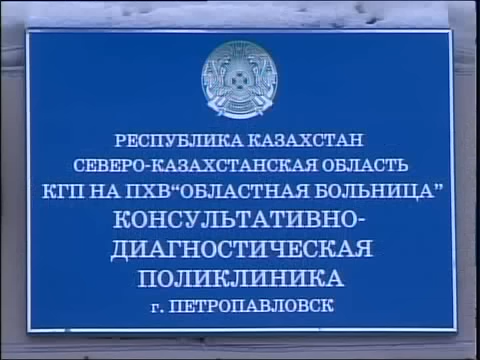 РЕСПУБЛИКА КАЗАХСТАН
СЕВЕРО-КАЗАХСТАНСКАЯ ОБЛАСТЬ
КГП НА ПХВ“ОБЛАСТНАЯ БОЛЬНИЦА”
КОНСУЛЬТАТИВНО-
ДИАГНОСТИЧЕСКАЯ
ПОЛИКЛИНИКА
г. ПЕТРОПАВЛОВСК